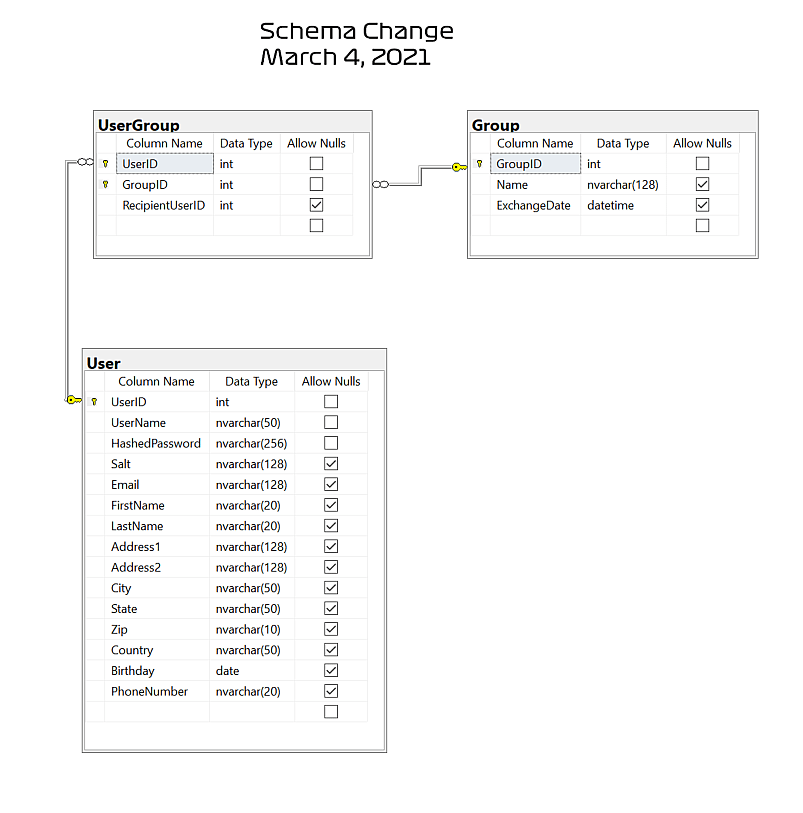 Schema Change
March 4, 2021
UserGroup
Column Name Data Type Allow Nulls
UserID int
GroupID int
RecipientUserID int
Group
Column Name Data Type Allow Nulls
GroupID int
Name nvarchar(128)
ExchangeDate datetime
User
Column Name Data Type Allow Nulls
UserID int
UserName nvarchar(50)
HashedPassword nvarchar(256)
Salt nvarchar(128)
Email nvarchar(128)
FirstName nvarchar(20)
LastName nvarchar(20)
Address1 nvarchar(128)
Address2 nvarchar(128)
City nvarchar(50)
State nvarchar(50)
Zip nvarchar(10)
Country nvarchar(50)
Birthday date
PhoneNumber nvarchar(20)